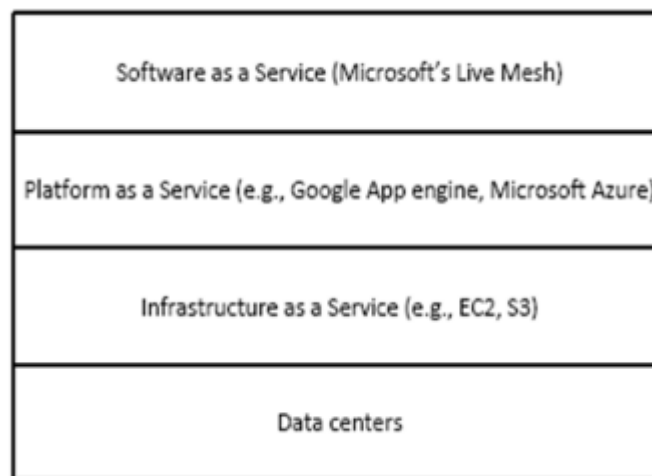 Software as a Service (Microsoft's Live Mesh)
Platform as a Service (e.g., Google App engine, Microsoft Azure)
Infrastructure as a Service (e.g., EC2, S3)
Data centers